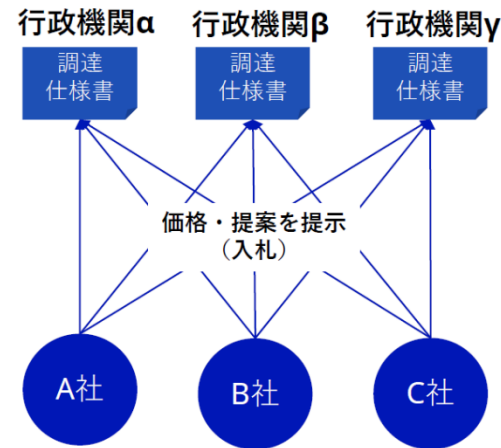 行政機関α
行政機関β
行政機関γ
調達
仕様書
調達
仕様書
調達
仕様書
価格・提案を提示
（入札）
A社
B社
C社